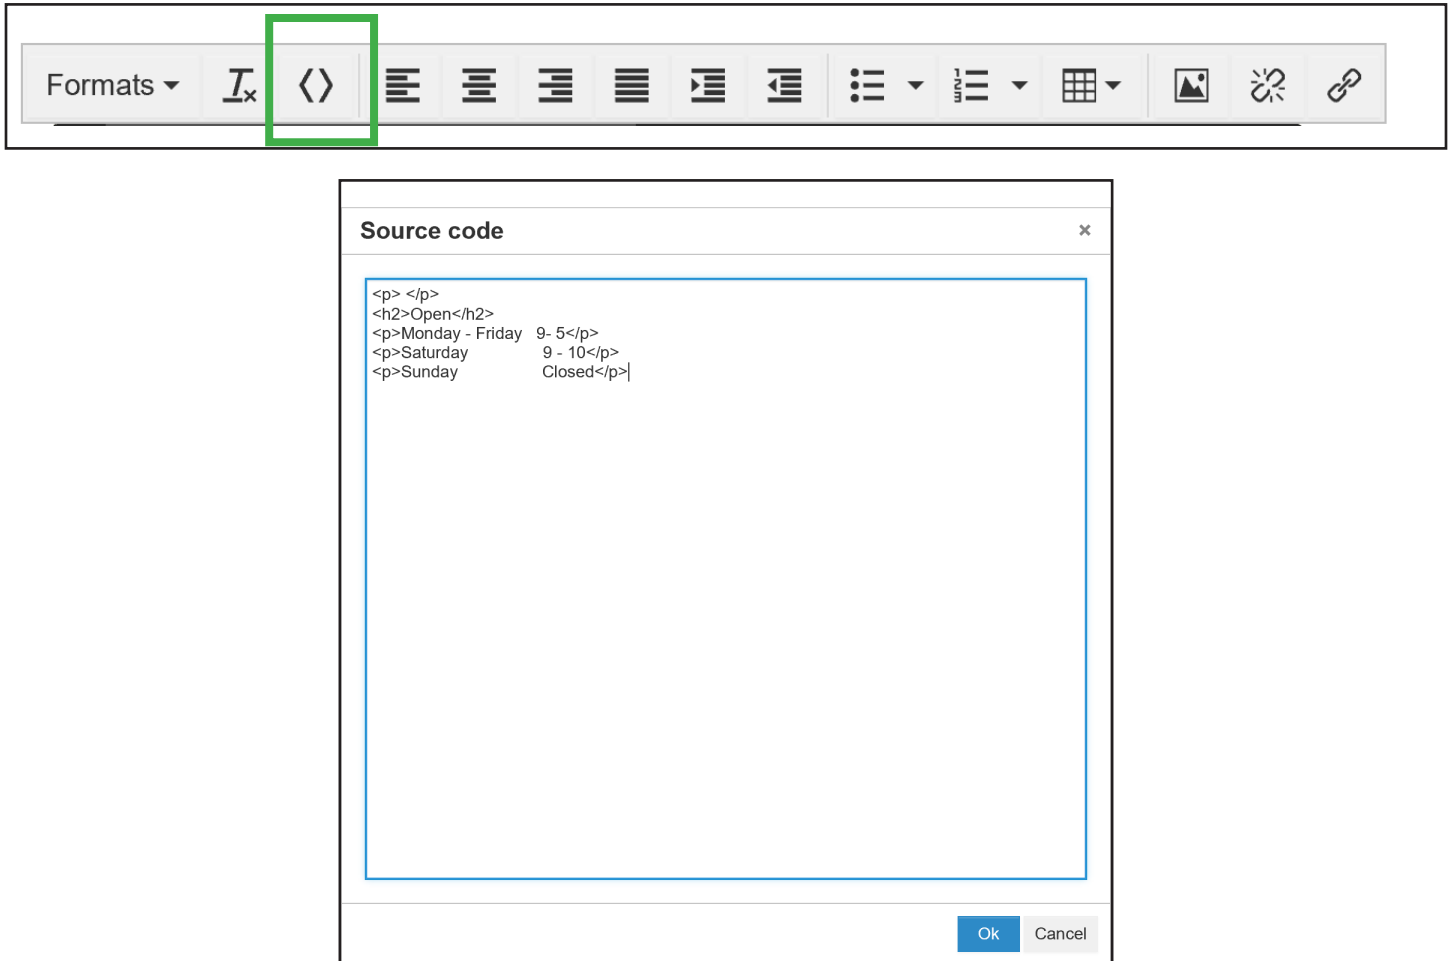 Formats
Source code
<p> </p>
<h2>Open</h2>
<p>Monday - Friday   9- 5</p>
<p>Saturday                9 - 10</p>
<p>Sunday                  Closed</p>
Ok Cancel